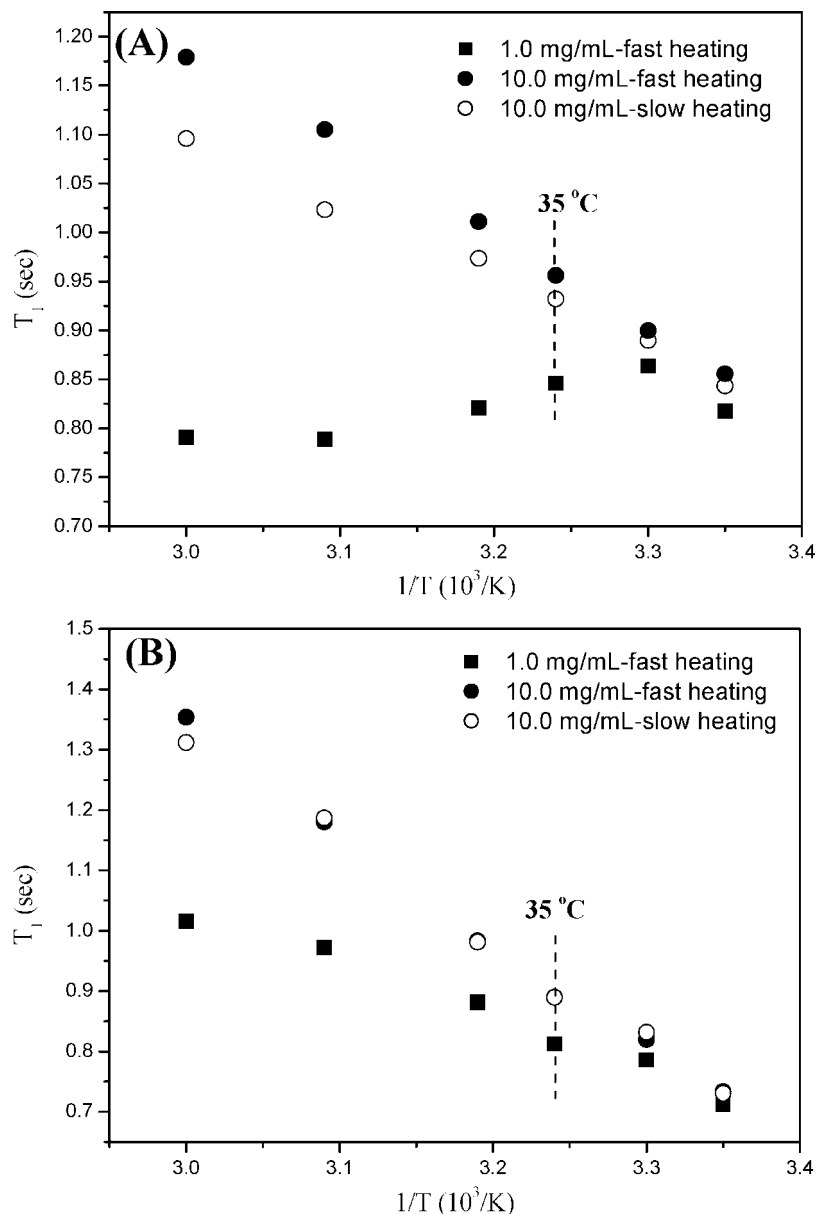 (A)
1.0 mg/mL-fast heating
10.0 mg/mL-fast heating
10.0 mg/mL-slow heating
35 °C
T₁ (sec)
1.20
1.15
1.10
1.05
1.00
0.95
0.90
0.85
0.80
0.75
0.70
3.0 3.1 3.2 3.3 3.4
1/T (10³/K)
(B)
1.0 mg/mL-fast heating
10.0 mg/mL-fast heating
10.0 mg/mL-slow heating
35 °C
T₁ (sec)
1.5
1.4
1.3
1.2
1.1
1.0
0.9
0.8
0.7
3.0 3.1 3.2 3.3 3.4
1/T (10³/K)